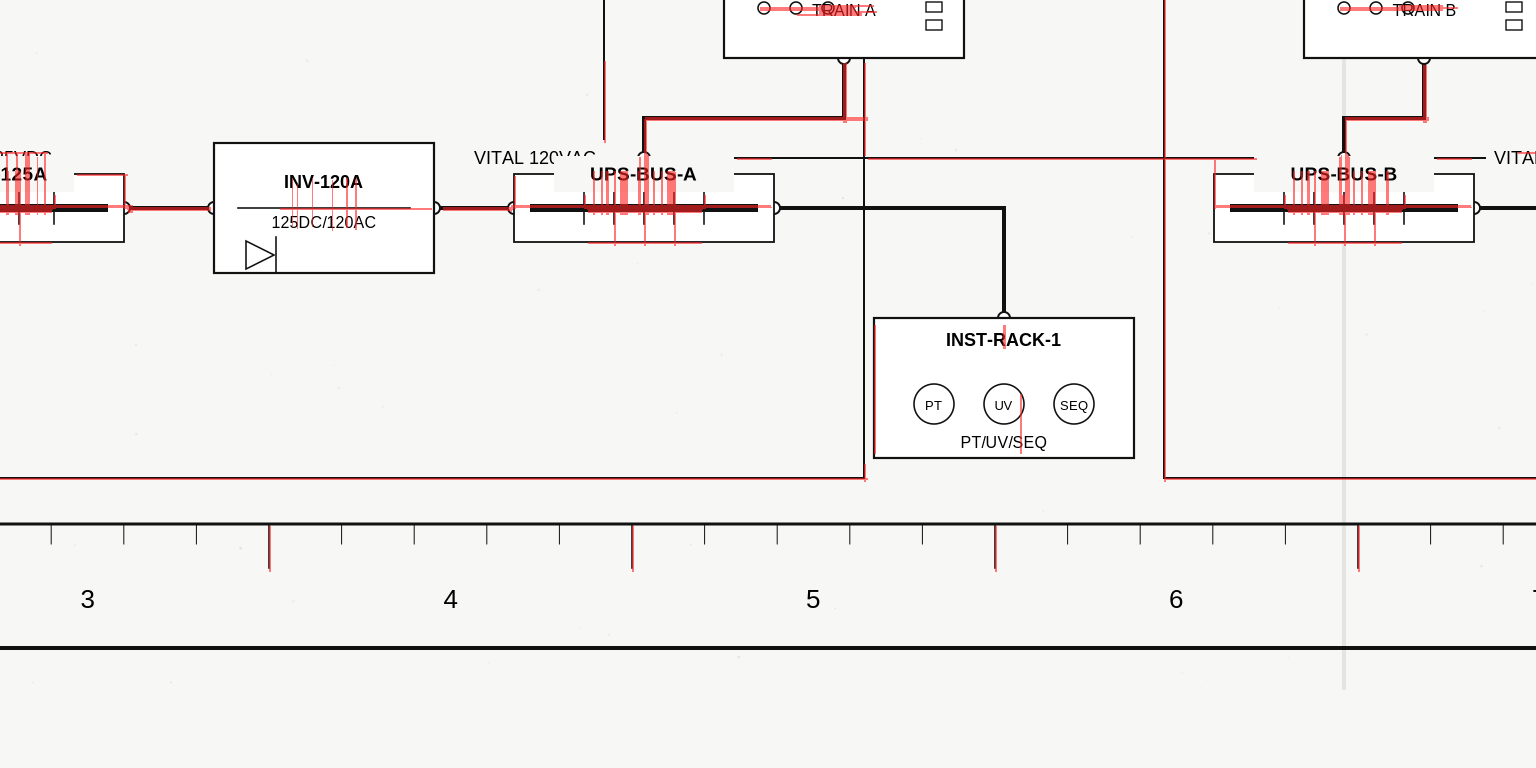 TRAIN A
TRAIN B
VITAL 120VAC
125A
INV-120A
125DC/120AC
UPS-BUS-A
UPS-BUS-B
INST-RACK-1
PT
UV
SEQ
PT/UV/SEQ
3
4
5
6